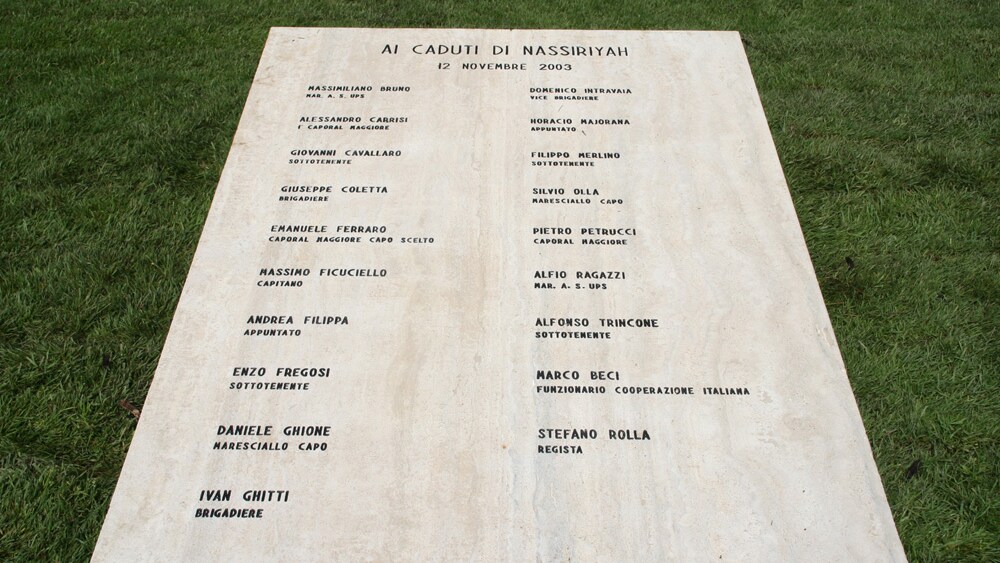 AI CADUTI DI NASSIRIYAH
12 NOVEMBRE 2003
MASSIMILIANO BRUNO
MAR. A. S. UPS
ALESSANDRO CARRISI
1° CAPORAL MAGGIORE
GIOVANNI CAVALLARO
SOTTOTENENTE
GIUSEPPE COLETTA
BRIGADIERE
EMANUELE FERRARO
CAPORAL MAGGIORE CAPO SCELTO
MASSIMO FICUCIELLO
CAPITANO
ANDREA FILIPPA
APPUNTATO
ENZO FREGOSI
SOTTOTENENTE
DANIELE GHIONE
MARESCIALLO CAPO
IVAN GHITTI
BRIGADIERE
DOMENICO INTRAVAIA
VICE BRIGADIERE
HORACIO MAJORANA
APPUNTATO
FILIPPO MERLINO
SOTTOTENENTE
SILVIO OLLA
MARESCIALLO CAPO
PIETRO PETRUCCI
CAPORAL MAGGIORE
ALFIO RAGAZZI
MAR. A. S. UPS
ALFONSO TRINCONE
SOTTOTENENTE
MARCO BECI
FUNZIONARIO COOPERAZIONE ITALIANA
STEFANO ROLLA
REGISTA